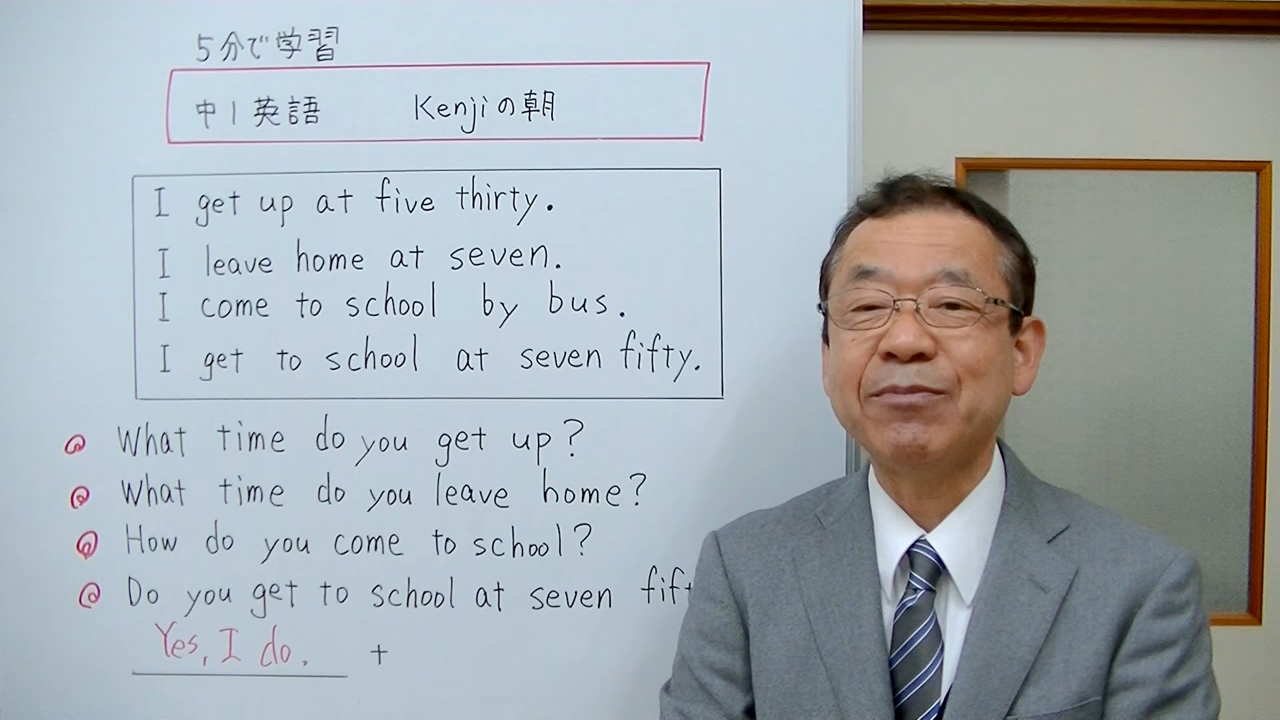 5分で学習
中1英語 Kenjiの朝
I get up at five thirty.
I leave home at seven.
I come to school by bus.
I get to school at seven fifty.
What time do you get up?
What time do you leave home?
How do you come to school?
Do you get to school at seven
Yes, I do. +